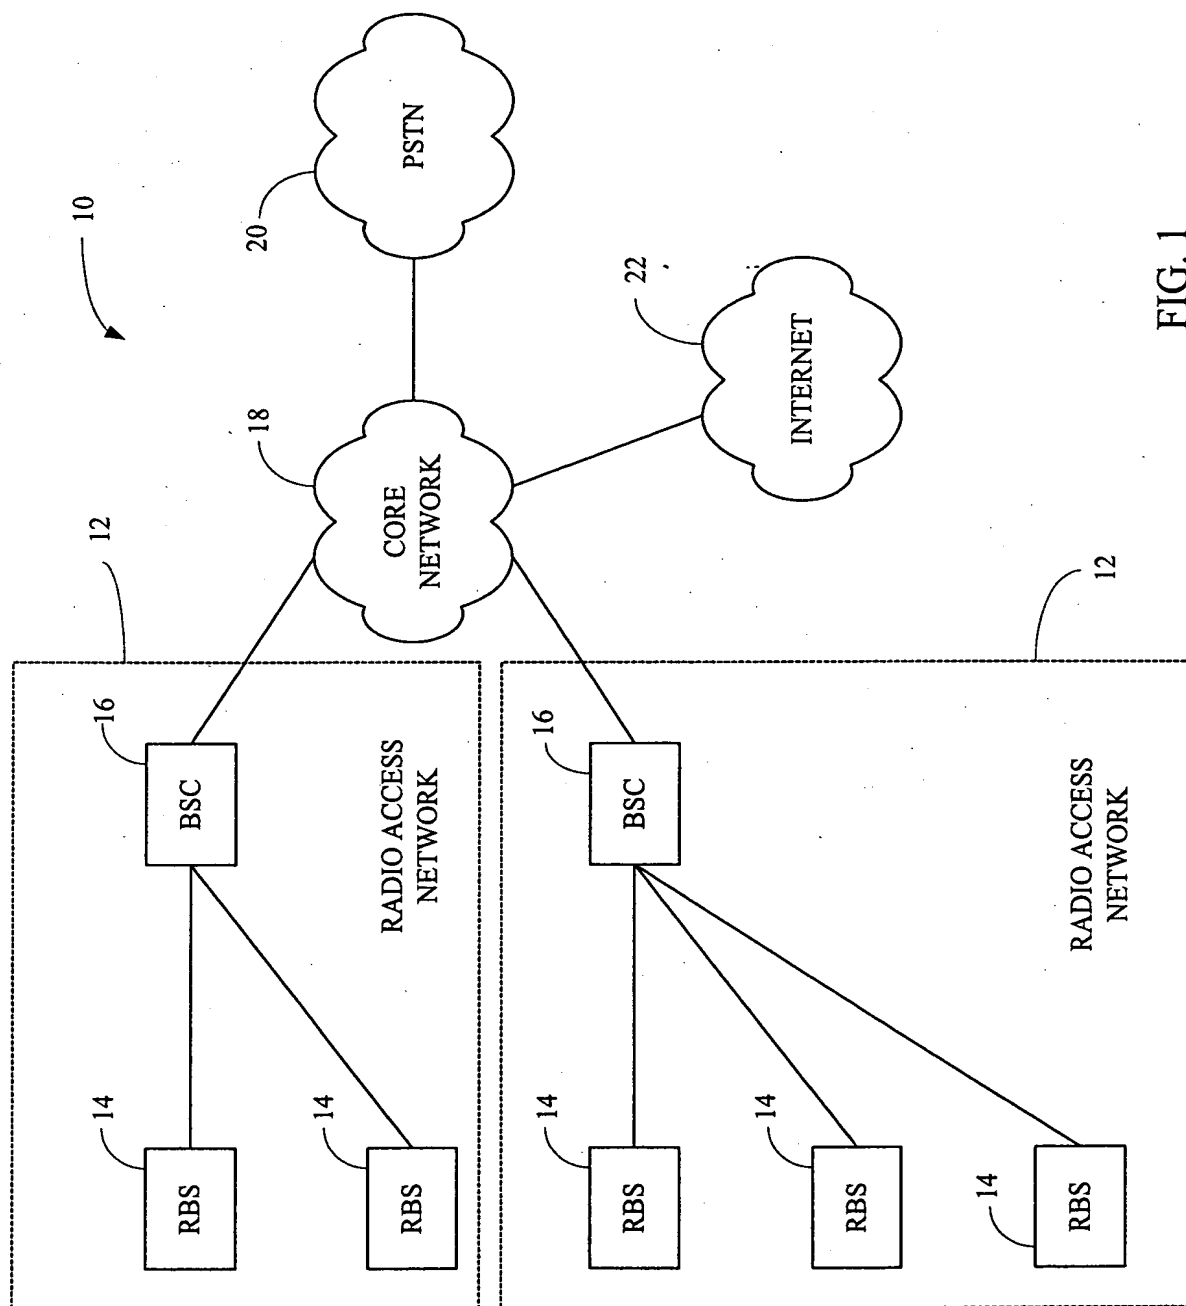 10
14
16
12
RBS
BSC
20
18
14
RBS
RADIO ACCESS
NETWORK
CORE
NETWORK
PSTN
14
16
RBS
BSC
22
14
RBS
INTERNET
14
RBS
RADIO ACCESS
NETWORK
12
FIG. 1